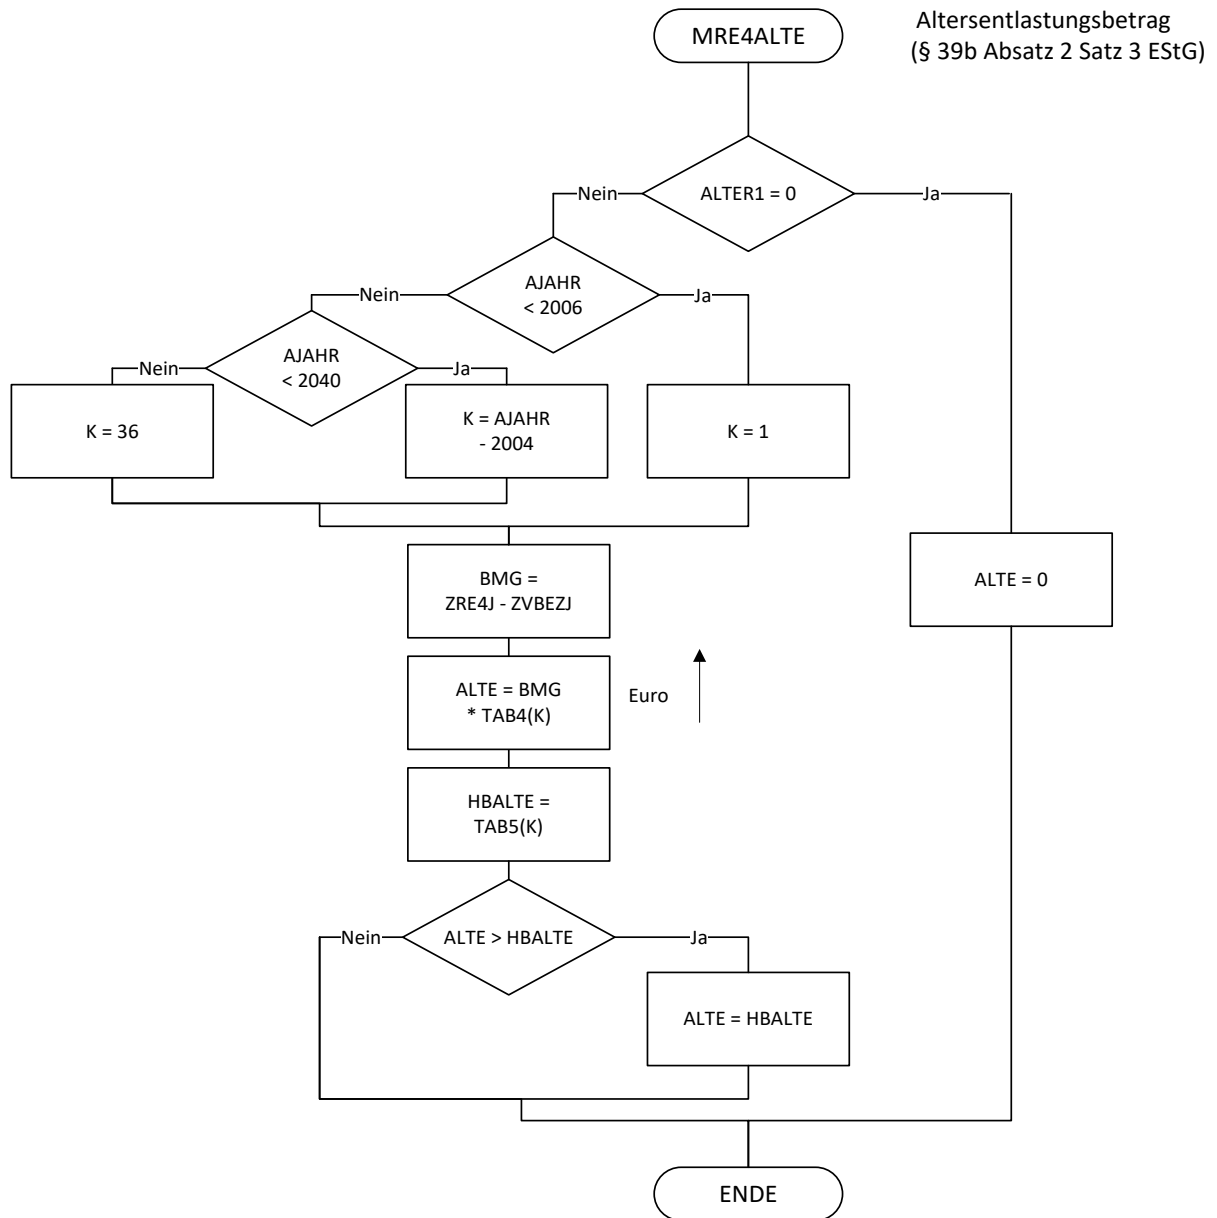 Altersentlastungsbetrag
(§ 39b Absatz 2 Satz 3 EStG)
MRE4ALTE
ALTER1 = 0
Nein
Ja
AJAHR
< 2006
Nein
Ja
AJAHR
< 2040
Nein
Ja
K = 36
K = AJAHR
- 2004
K = 1
BMG =
ZRE4J - ZVBEZJ
ALTE = 0
ALTE = BMG
* TAB4(K)
Euro
HBALTE =
TAB5(K)
ALTE > HBALTE
Nein
Ja
ALTE = HBALTE
ENDE